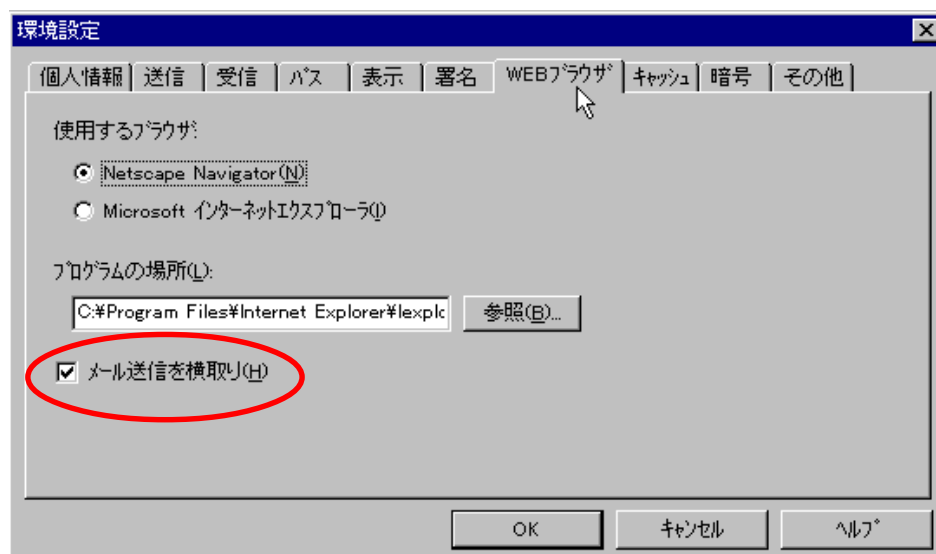 環境設定
個人情報 送信 受信 ﾊﾟｽ 表示 署名 WEBﾌﾞﾗｳｻﾞ ｷｬｯｼｭ 暗号 その他
使用するﾌﾞﾗｳｻﾞ:
Netscape Navigator(N)
Microsoft ｲﾝﾀｰﾈｯﾄｴｸｽﾌﾟﾛｰﾗ(I)
ﾌﾟﾛｸﾞﾗﾑの場所(L):
C:¥Program Files¥Internet Explorer¥Iexplc 参照(B)...
ﾒｰﾙ送信を横取り(H)
OK ｷｬﾝｾﾙ ﾍﾙﾌﾟ